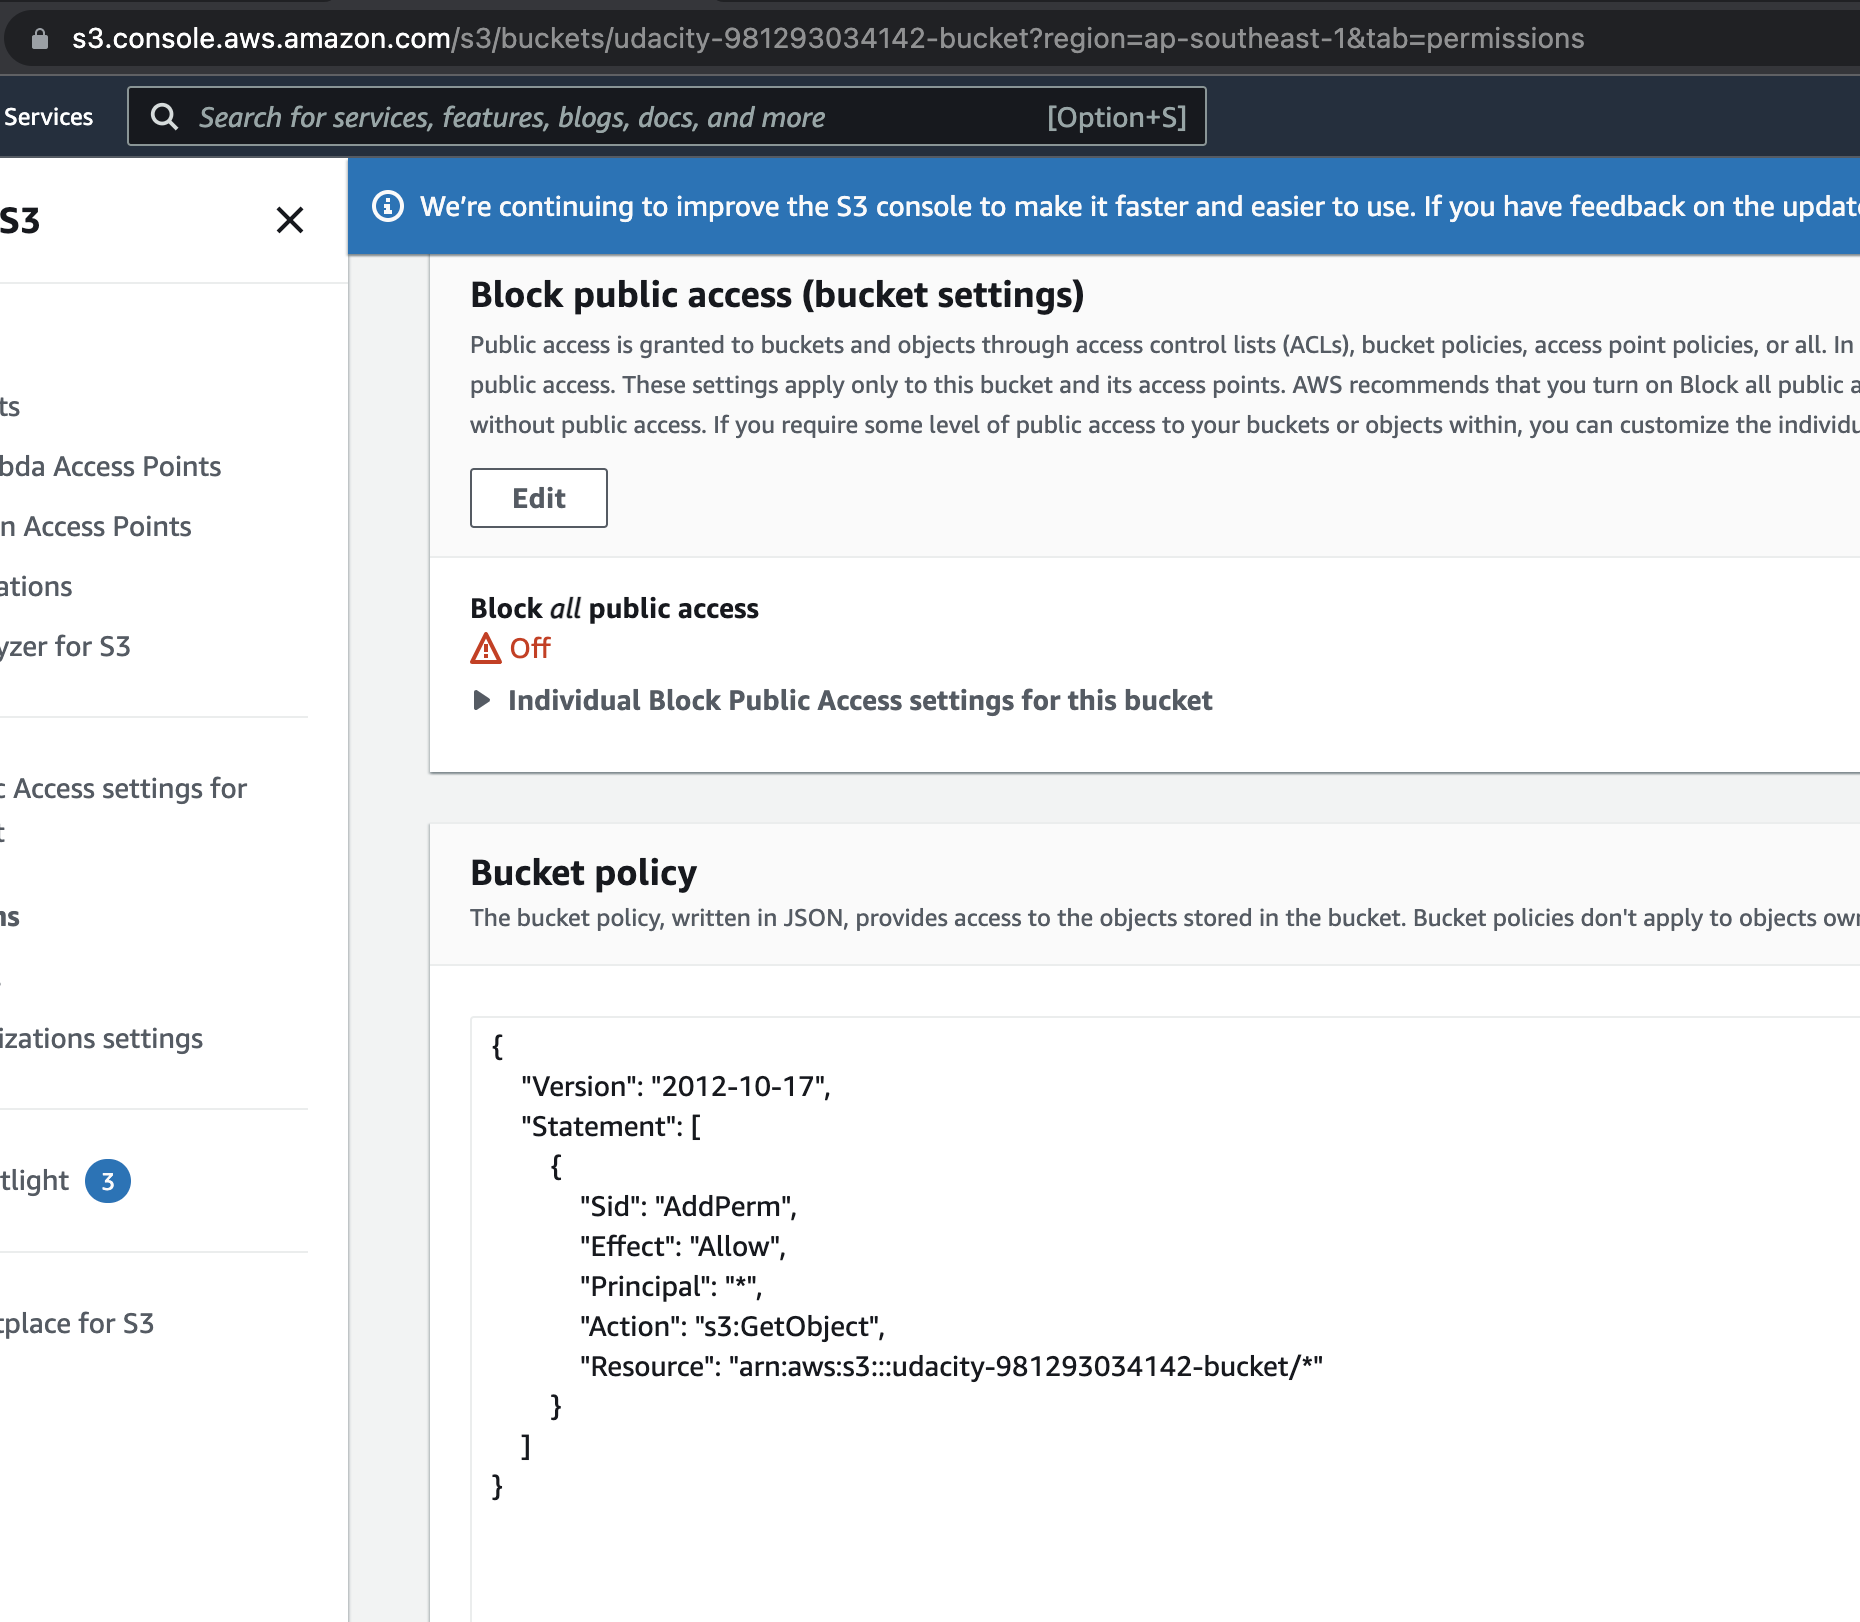 s3.console.aws.amazon.com/s3/buckets/udacity-981293034142-bucket?region=ap-southeast-1&tab=permissions
Services
Search for services, features, blogs, docs, and more
[Option+S]
S3
ts
bda Access Points
n Access Points
ations
yzer for S3
c Access settings for
t
ns
izations settings
tlight 3
tplace for S3
We're continuing to improve the S3 console to make it faster and easier to use. If you have feedback on the update
Block public access (bucket settings)
Public access is granted to buckets and objects through access control lists (ACLs), bucket policies, access point policies, or all. In
public access. These settings apply only to this bucket and its access points. AWS recommends that you turn on Block all public a
without public access. If you require some level of public access to your buckets or objects within, you can customize the individu
Edit
Block all public access
Off
Individual Block Public Access settings for this bucket
Bucket policy
The bucket policy, written in JSON, provides access to the objects stored in the bucket. Bucket policies don't apply to objects own
{
"Version": "2012-10-17",
"Statement": [
{
"Sid": "AddPerm",
"Effect": "Allow",
"Principal": "*",
"Action": "s3:GetObject",
"Resource": "arn:aws:s3:::udacity-981293034142-bucket/*"
}
]
}